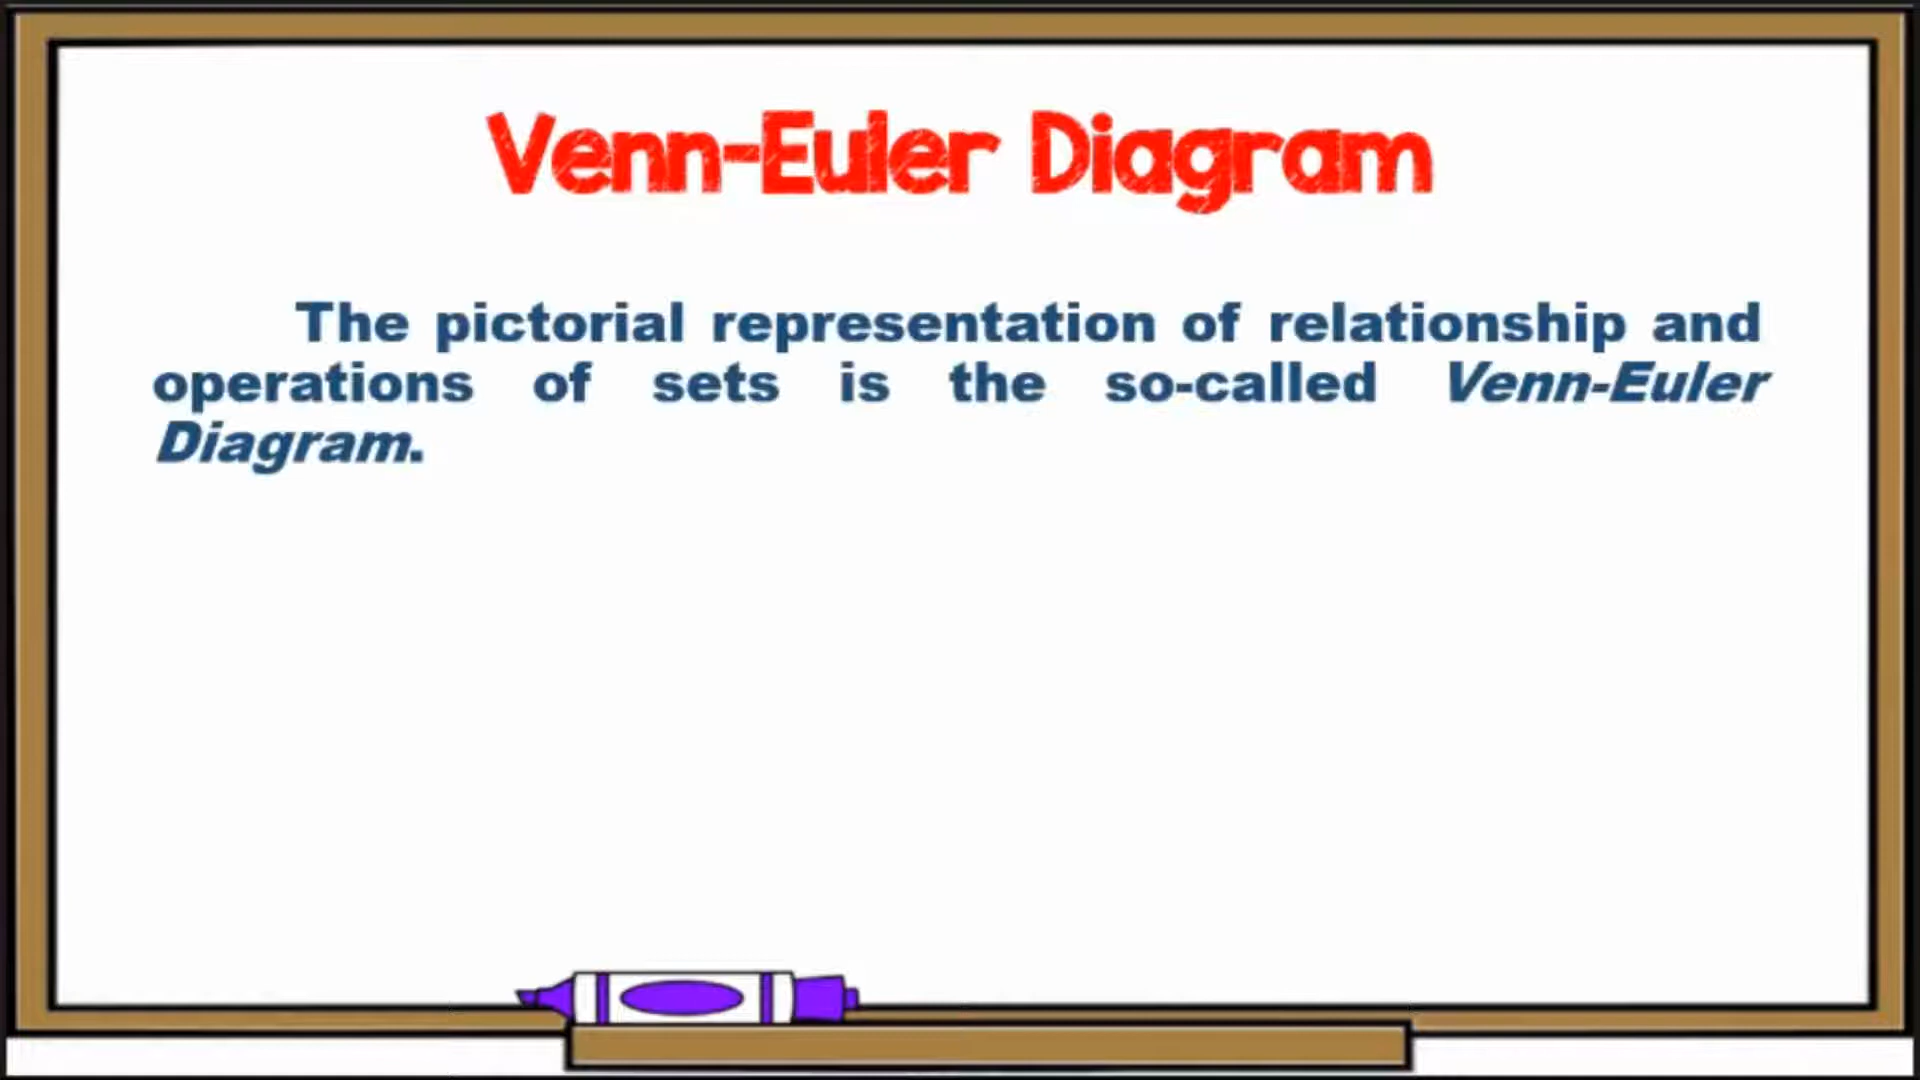 Venn-Euler Diagram
The pictorial representation of relationship and
operations of sets is the so-called Venn-Euler
Diagram.